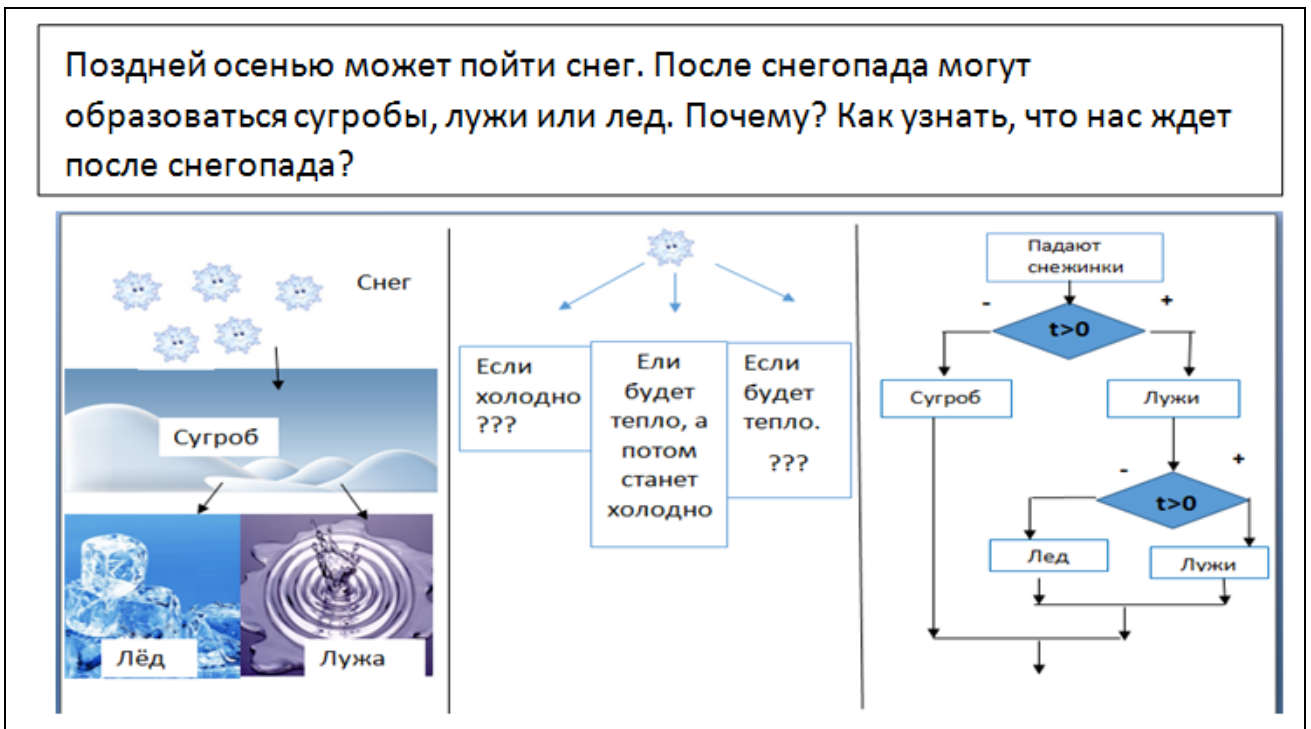 Поздней осенью может пойти снег. После снегопада могут
образоваться сугробы, лужи или лед. Почему? Как узнать, что нас ждет
после снегопада?
Снег
Сугроб
Лёд
Лужа
Если
холодно
???
Ели
будет
тепло, а
потом
станет
холодно
Если
будет
тепло.
???
Падают
снежинки
-
+
t>0
Сугроб
Лужи
-
+
t>0
Лед
Лужи